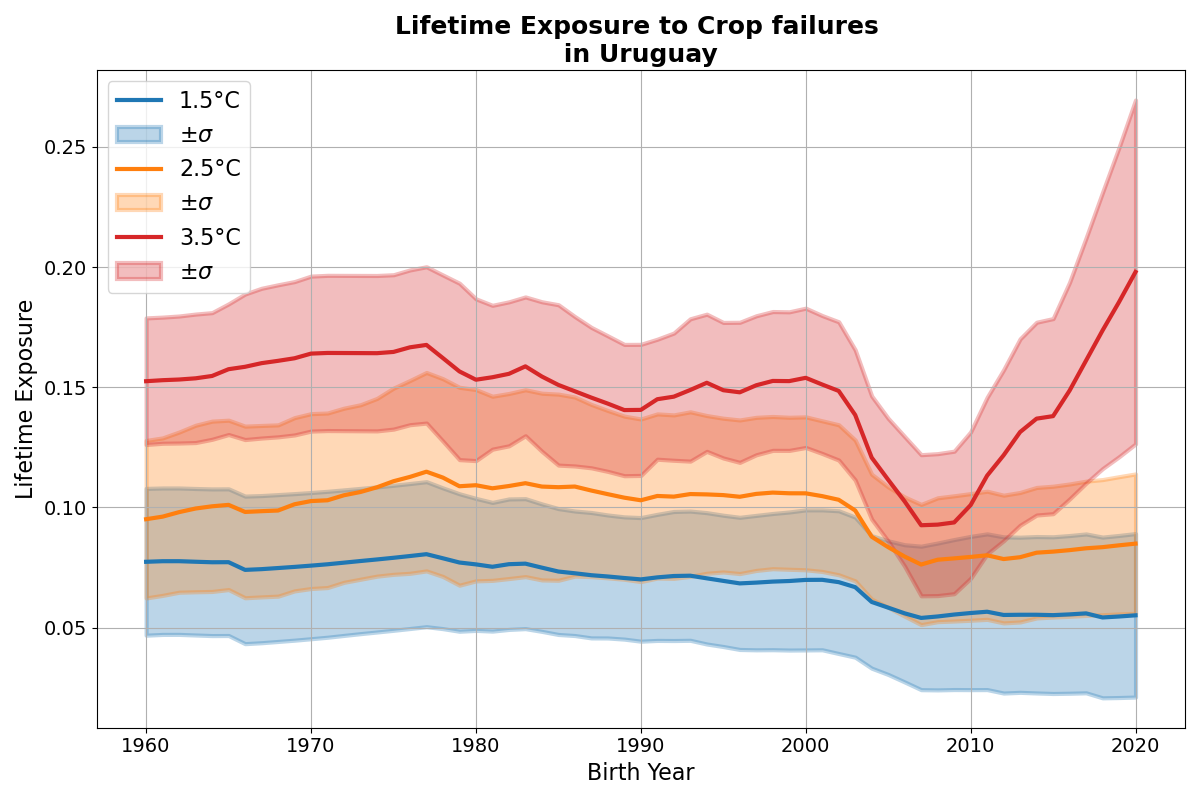 Lifetime Exposure to Crop failures
in Uruguay
1.5°C
±σ
2.5°C
±σ
3.5°C
±σ
Lifetime Exposure
0.25
0.20
0.15
0.10
0.05
1960 1970 1980 1990 2000 2010 2020
Birth Year